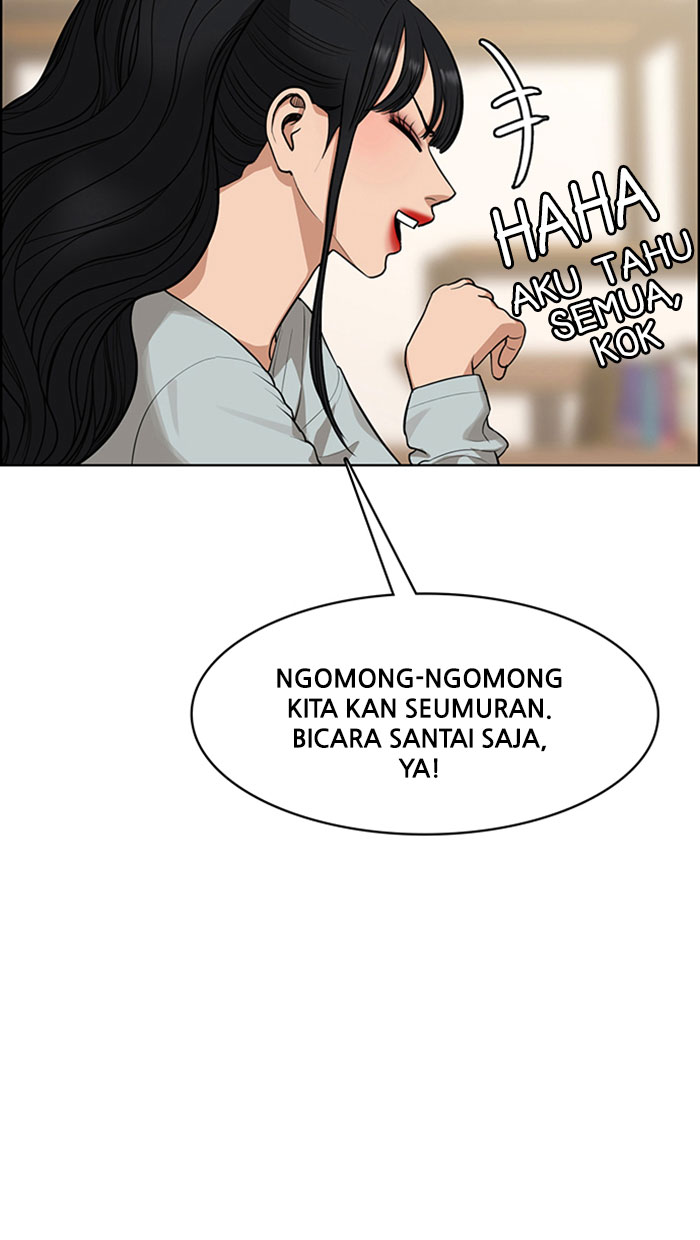 HAHA
AKU TAHU
SEMUA,
KOK
NGOMONG-NGOMONG
KITA KAN SEUMURAN.
BICARA SANTAI SAJA,
YA!